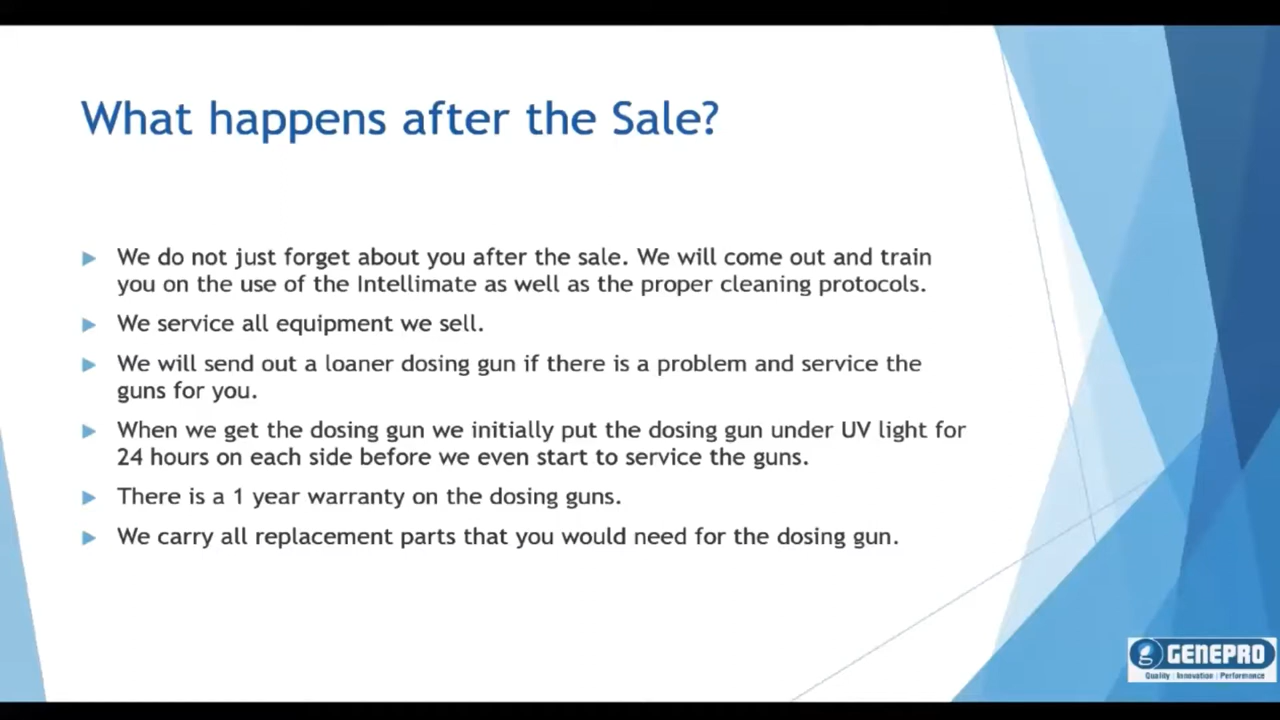 What happens after the Sale?
We do not just forget about you after the sale. We will come out and train
you on the use of the Intellimate as well as the proper cleaning protocols.
We service all equipment we sell.
We will send out a loaner dosing gun if there is a problem and service the
guns for you.
When we get the dosing gun we initially put the dosing gun under UV light for
24 hours on each side before we even start to service the guns.
There is a 1 year warranty on the dosing guns.
We carry all replacement parts that you would need for the dosing gun.
g GENEPRO
Quality | Innovation | Performance